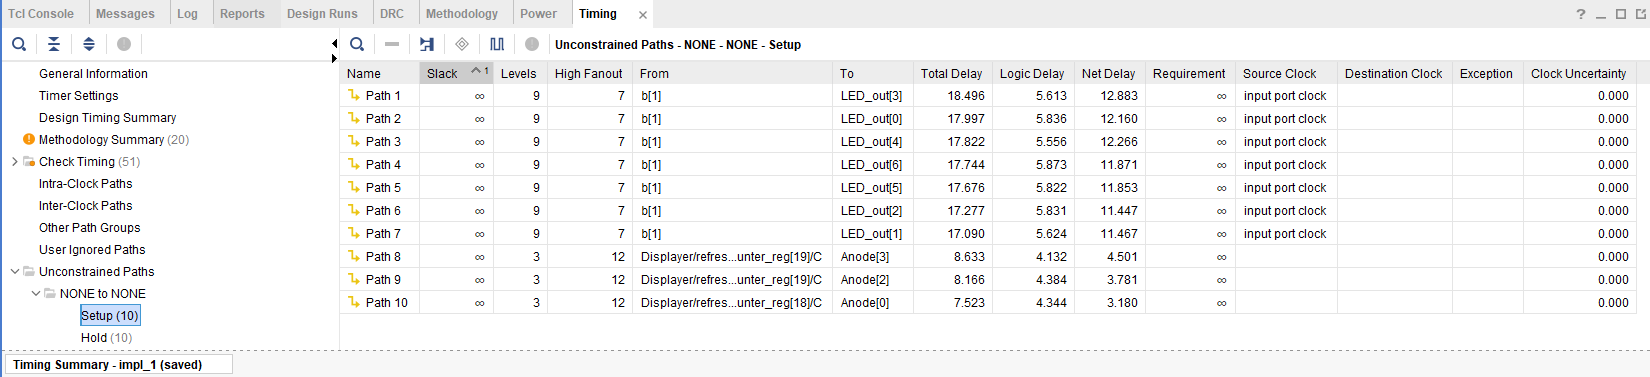 Tcl Console Messages Log Reports Design Runs DRC Methodology Power Timing ×
Unconstrained Paths - NONE - NONE - Setup
General Information
Timer Settings
Design Timing Summary
Methodology Summary (20)
Check Timing (51)
Intra-Clock Paths
Inter-Clock Paths
Other Path Groups
User Ignored Paths
Unconstrained Paths
NONE to NONE
Setup (10)
Hold (10)
Name Slack 1 Levels High Fanout From To Total Delay Logic Delay Net Delay Requirement Source Clock Destination Clock Exception Clock Uncertainty
Path 1 ∞ 9 7 b[1] LED_out[3] 18.496 5.613 12.883 ∞ input port clock 0.000
Path 2 ∞ 9 7 b[1] LED_out[0] 17.997 5.836 12.160 ∞ input port clock 0.000
Path 3 ∞ 9 7 b[1] LED_out[4] 17.822 5.556 12.266 ∞ input port clock 0.000
Path 4 ∞ 9 7 b[1] LED_out[6] 17.744 5.873 11.871 ∞ input port clock 0.000
Path 5 ∞ 9 7 b[1] LED_out[5] 17.676 5.822 11.853 ∞ input port clock 0.000
Path 6 ∞ 9 7 b[1] LED_out[2] 17.277 5.831 11.447 ∞ input port clock 0.000
Path 7 ∞ 9 7 b[1] LED_out[1] 17.090 5.624 11.467 ∞ input port clock 0.000
Path 8 ∞ 3 12 Displayer/refres...unter_reg[19]/C Anode[3] 8.633 4.132 4.501 ∞ 0.000
Path 9 ∞ 3 12 Displayer/refres...unter_reg[19]/C Anode[2] 8.166 4.384 3.781 ∞ 0.000
Path 10 ∞ 3 12 Displayer/refres...unter_reg[18]/C Anode[0] 7.523 4.344 3.180 ∞ 0.000
Timing Summary - impl_1 (saved)